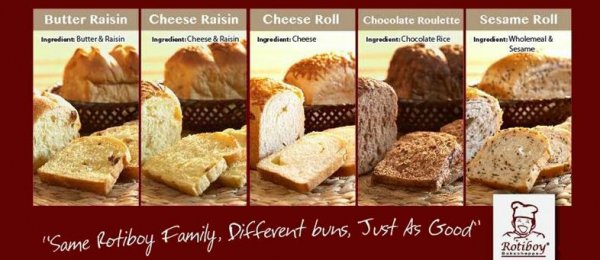 Butter Raisin
Ingredient: Butter & Raisin
Cheese Raisin
Ingredient: Cheese & Raisin
Cheese Roll
Ingredient: Cheese
Chocolate Roulette
Ingredient: Chocolate Rice
Sesame Roll
Ingredient: Wholemeal &
Sesame
"Same Rotiboy Family, Different buns, Just As Good"
Rotiboy®
Bakeshoppe